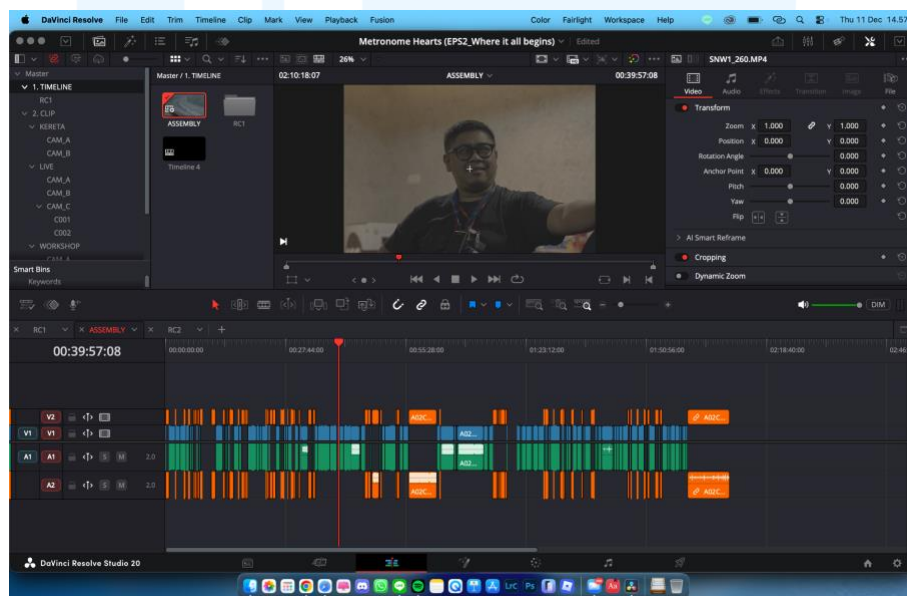 DaVinci Resolve File Edit Trim Timeline Clip Mark View Playback Fusion Color Fairlight Workspace Help Thu 11 Dec 14.57
Metronome Hearts (EPS2_Where it all begins) Edited
26% SNW1_260.MP4
Master Master / 1. TIMELINE 02:10:18:07 ASSEMBLY 00:39:57:08
1. TIMELINE
RC1
2. CLIP
KERETA
CAM_A
CAM_B
LIVE
CAM_A
CAM_B
CAM_C
C001
C002
WORKSHOP
CAM_A
Smart Bins
Keywords
ASSEMBLY RC1
Timeline 4
Video Audio Effects Transition Image File
Transform
Zoom X 1.000 Y 1.000
Position X 0.000 Y 0.000
Rotation Angle 0.000
Anchor Point X 0.000 Y 0.000
Pitch 0.000
Yaw 0.000
Flip
AI Smart Reframe
Cropping
Dynamic Zoom
DIM
RC1 ASSEMBLY RC2
00:39:57:08 00:00:00:00 00:27:44:00 00:55:28:00 01:23:12:00 01:50:56:00 02:18:40:00 02:46
V2 A02C... A02C...
V1 V1 A02...
A1 A1 S M 2.0 A02...
A2 S M 2.0 A02C... A02C...
DaVinci Resolve Studio 20
LrC Ps